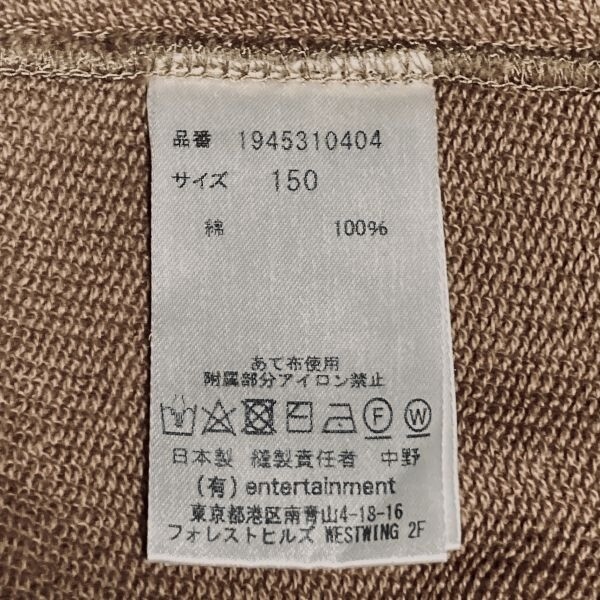 品番 1945310404
サイズ 150
綿 100%
あて布使用
附属部分アイロン禁止
F W
日本製 縫製責任者 中野
(有) entertainment
東京都港区南青山4-18-16
フォレストヒルズ WESTWING 2F